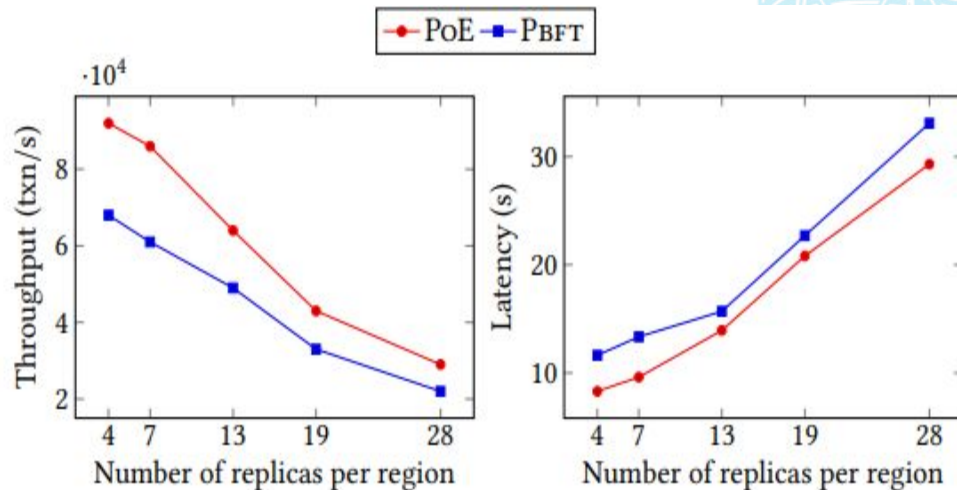 PoE PBFT
·10⁴
Throughput (txn/s)
8
6
4
2
4 7 13 19 28
Number of replicas per region
Latency (s)
30
20
10
4 7 13 19 28
Number of replicas per region